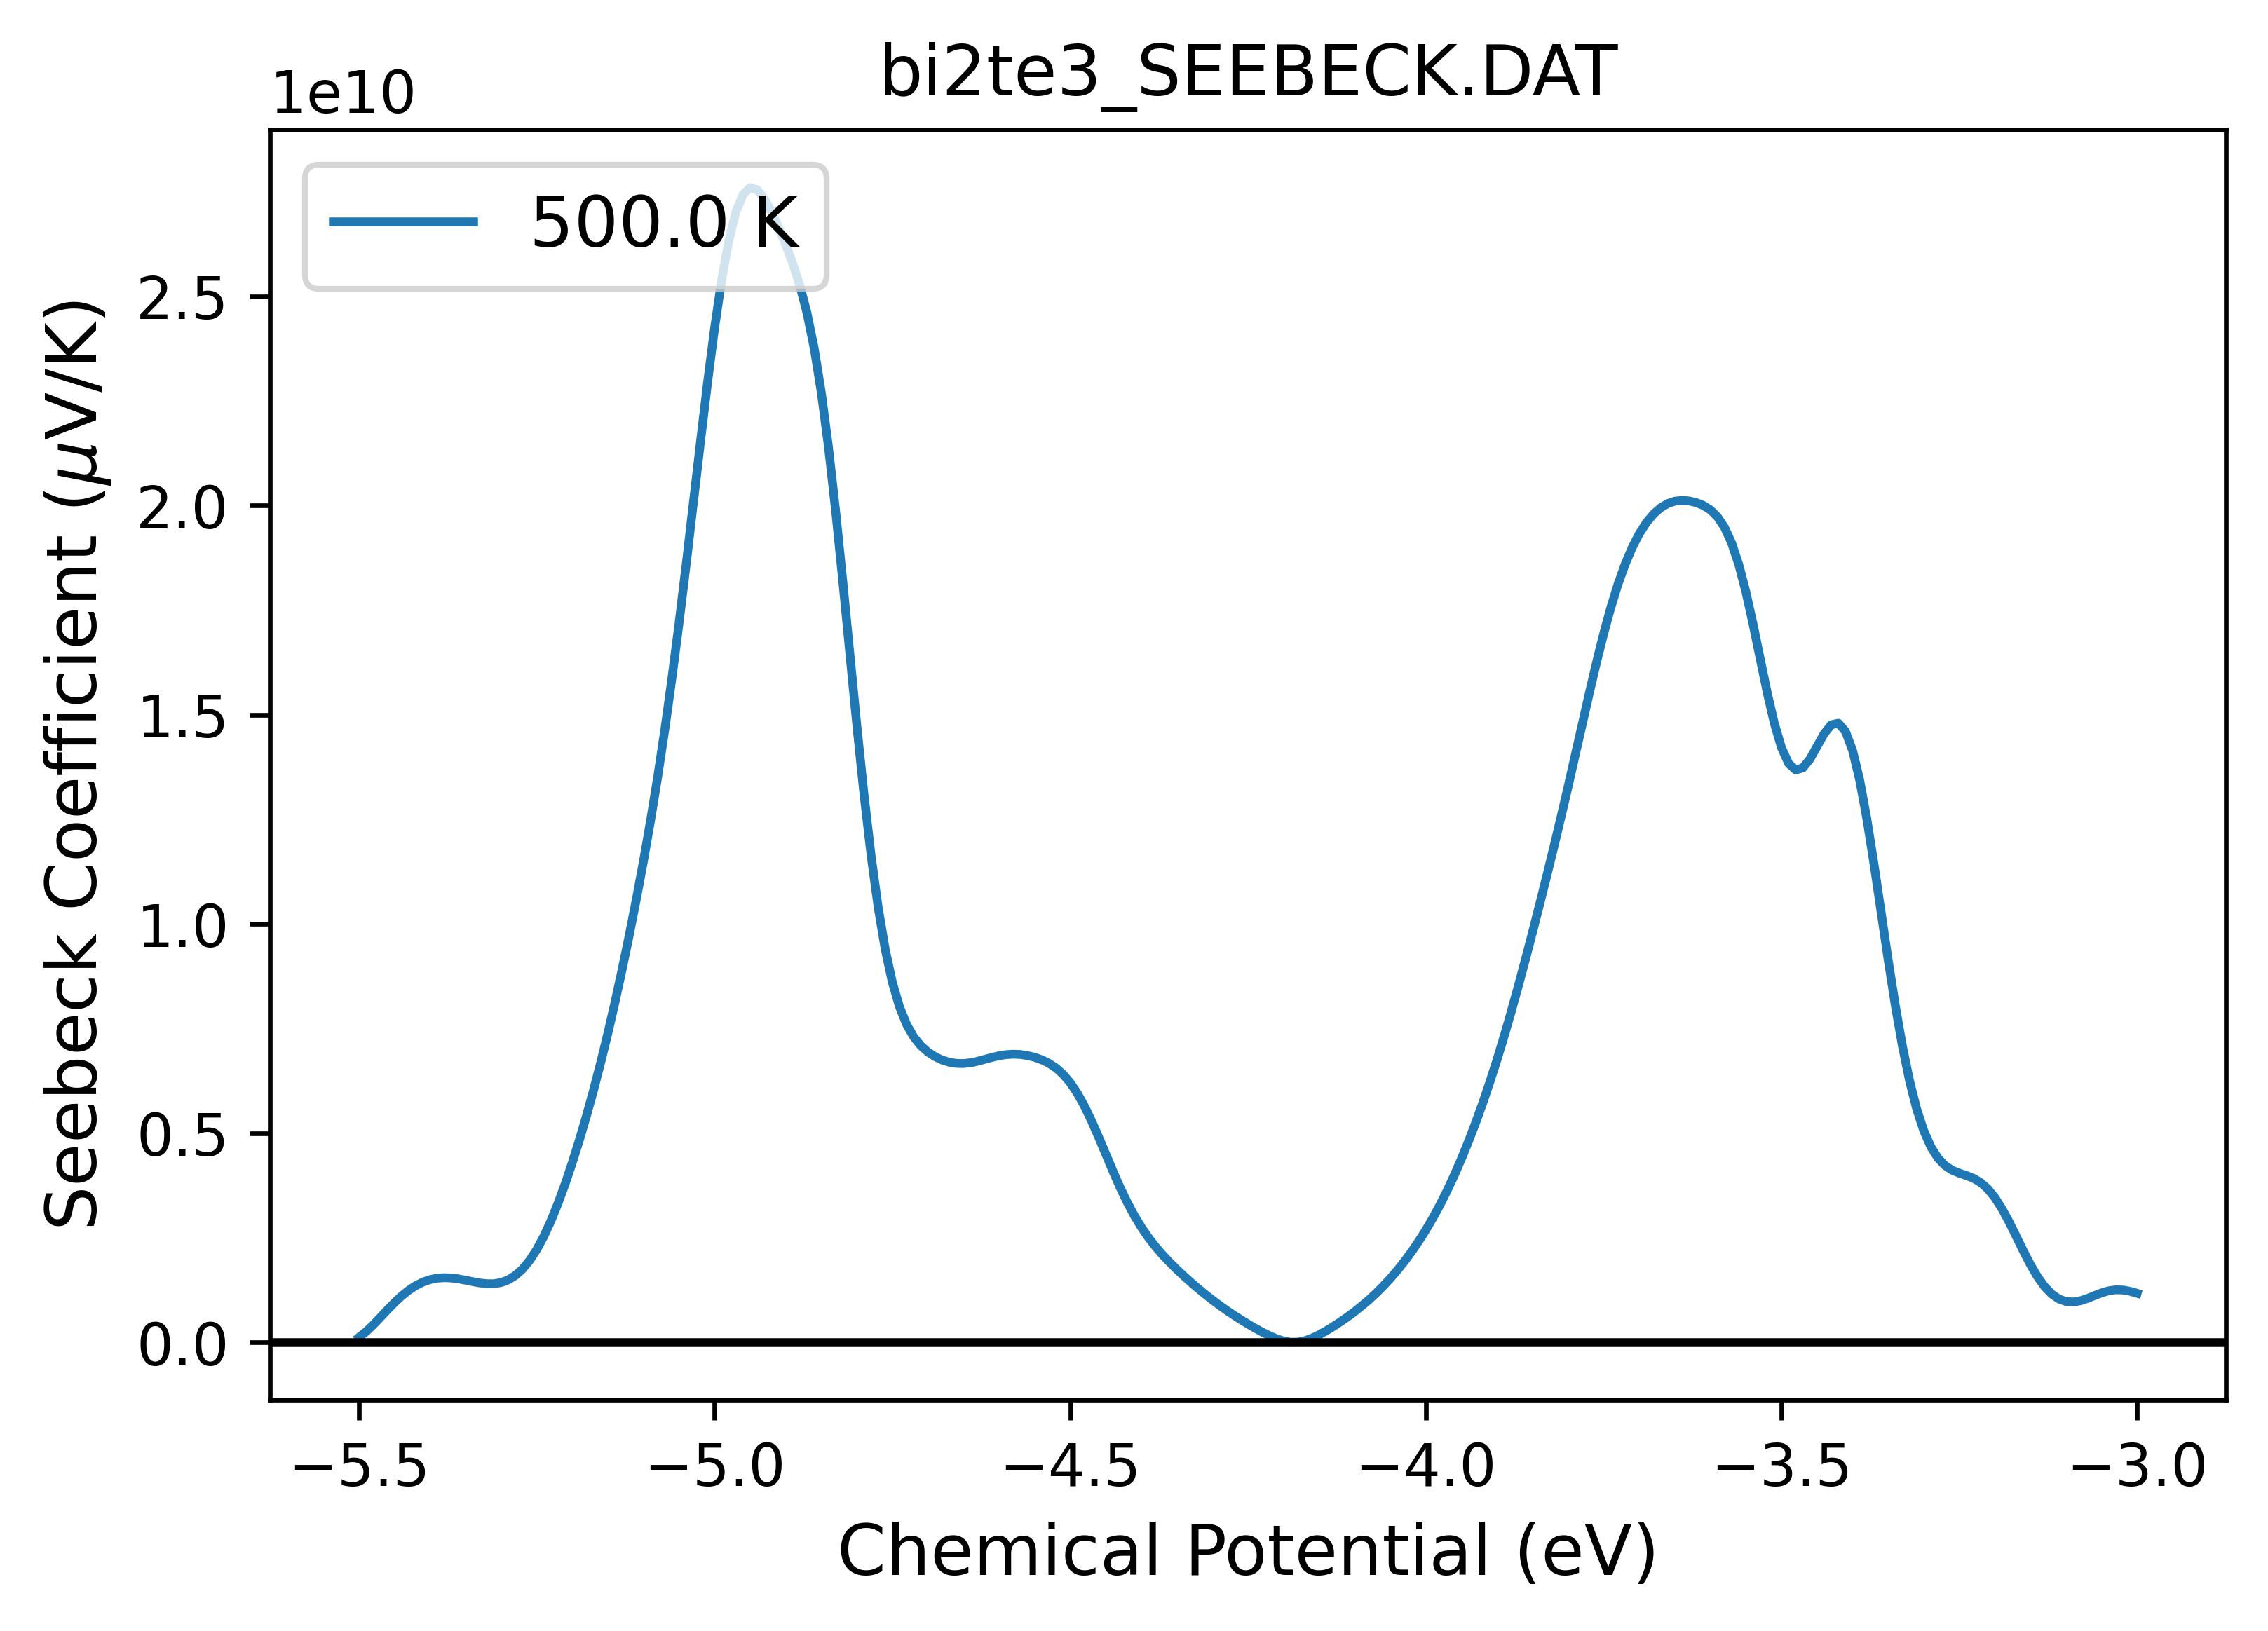 bi2te3_SEEBECK.DAT
1e10
500.0 K
Seebeck Coefficient (μV/K)
2.5
2.0
1.5
1.0
0.5
0.0
−5.5 −5.0 −4.5 −4.0 −3.5 −3.0
Chemical Potential (eV)